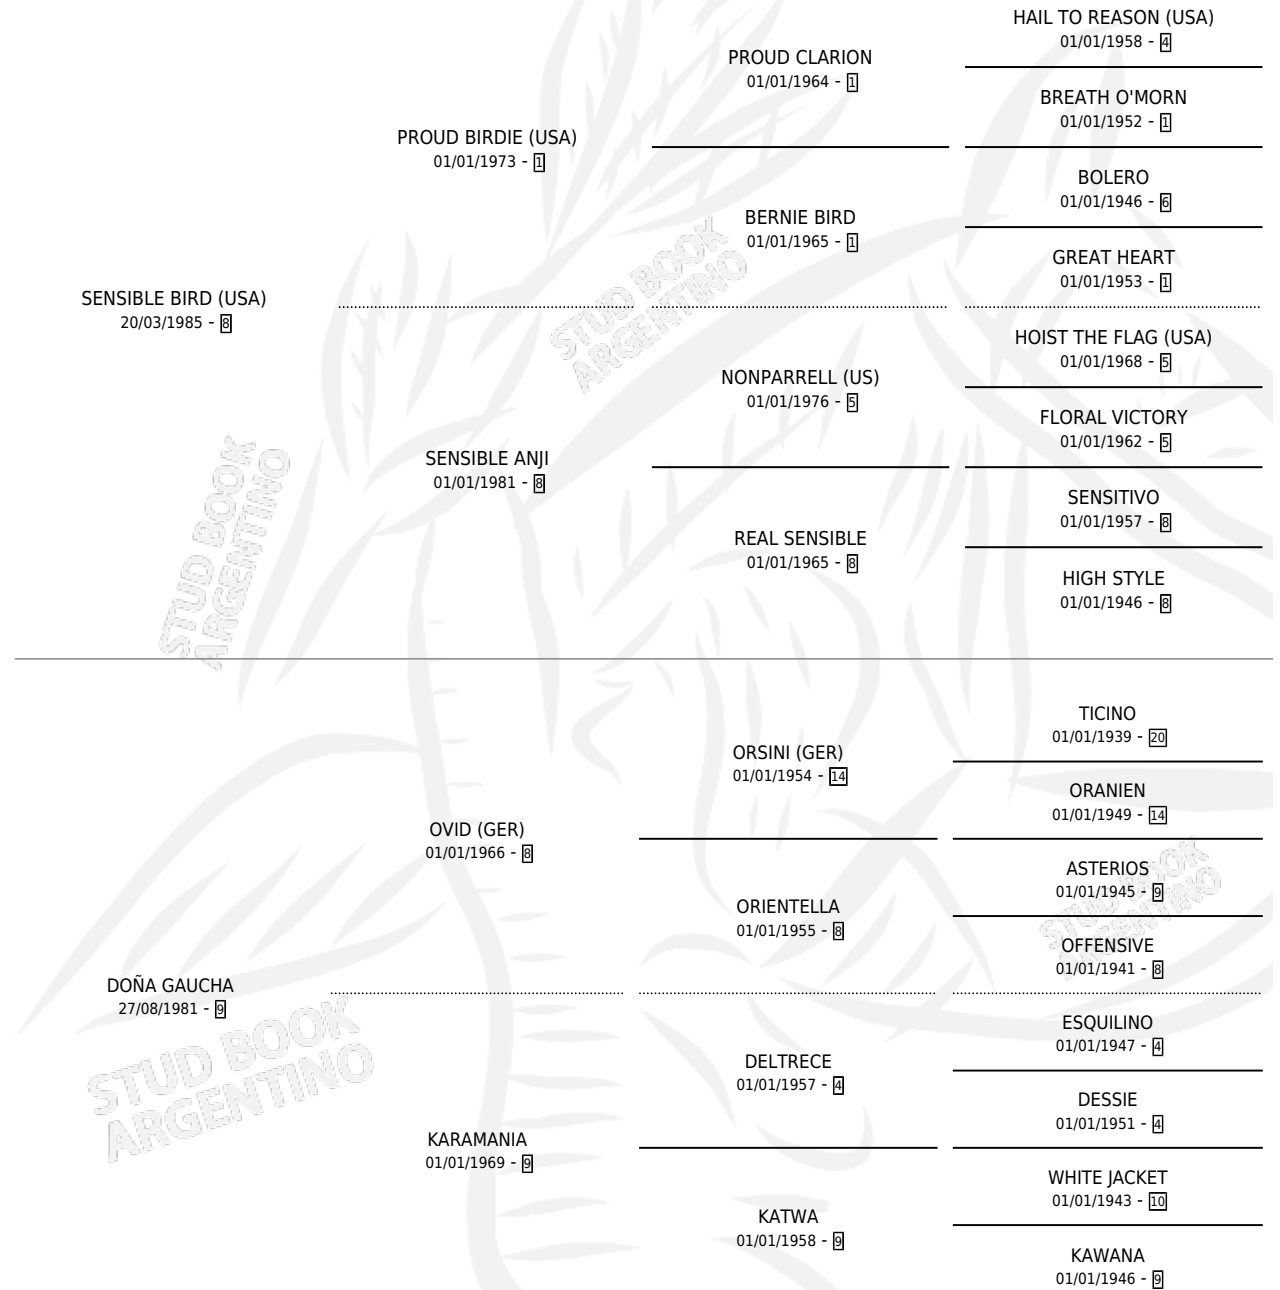 HAIL TO REASON (USA)
01/01/1958 - 4
PROUD CLARION
01/01/1964 - 1
BREATH O'MORN
01/01/1952 - 1
PROUD BIRDIE (USA)
01/01/1973 - 1
BOLERO
01/01/1946 - 6
BERNIE BIRD
01/01/1965 - 1
GREAT HEART
01/01/1953 - 1
SENSIBLE BIRD (USA)
20/03/1985 - 8
HOIST THE FLAG (USA)
01/01/1968 - 5
NONPARRELL (US)
01/01/1976 - 5
FLORAL VICTORY
01/01/1962 - 5
SENSIBLE ANJI
01/01/1981 - 8
SENSITIVO
01/01/1957 - 8
REAL SENSIBLE
01/01/1965 - 8
HIGH STYLE
01/01/1946 - 8
TICINO
01/01/1939 - 20
ORSINI (GER)
01/01/1954 - 14
ORANIEN
01/01/1949 - 14
OVID (GER)
01/01/1966 - 8
ASTERIOS
01/01/1945 - 9
ORIENTELLA
01/01/1955 - 8
OFFENSIVE
01/01/1941 - 8
DOÑA GAUCHA
27/08/1981 - 9
ESQUILINO
01/01/1947 - 4
DELTRECE
01/01/1957 - 4
DESSIE
01/01/1951 - 4
KARAMANIA
01/01/1969 - 9
WHITE JACKET
01/01/1943 - 10
KATWA
01/01/1958 - 9
KAWANA
01/01/1946 - 9
STUD BOOK
ARGENTINO
STUD BOOK
ARGENTINO
STUD BOOK
ARGENTINO
STUD BOOK
ARGENTINO